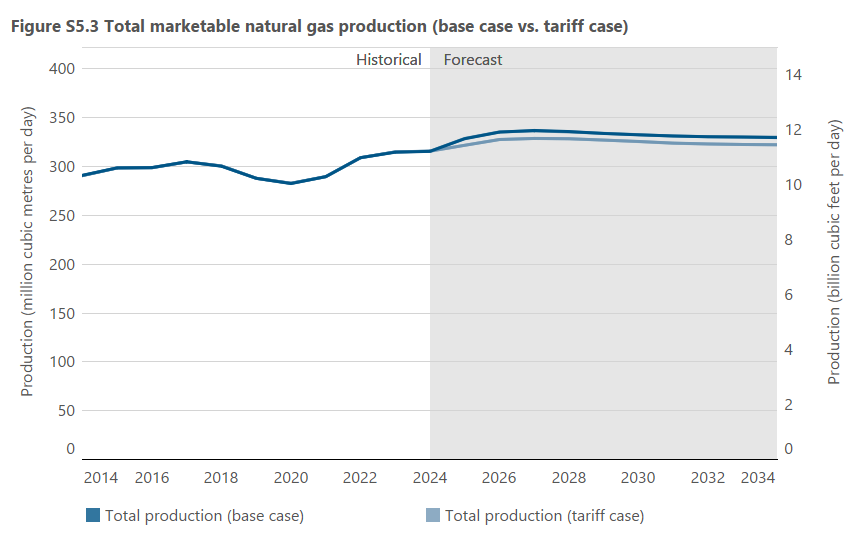 Figure S5.3 Total marketable natural gas production (base case vs. tariff case)
Historical Forecast
Production (million cubic metres per day)
400
350
300
250
200
150
100
50
0
14
12
10
8
6
4
2
0
Production (billion cubic feet per day)
2014 2016 2018 2020 2022 2024 2026 2028 2030 2032 2034
Total production (base case) Total production (tariff case)